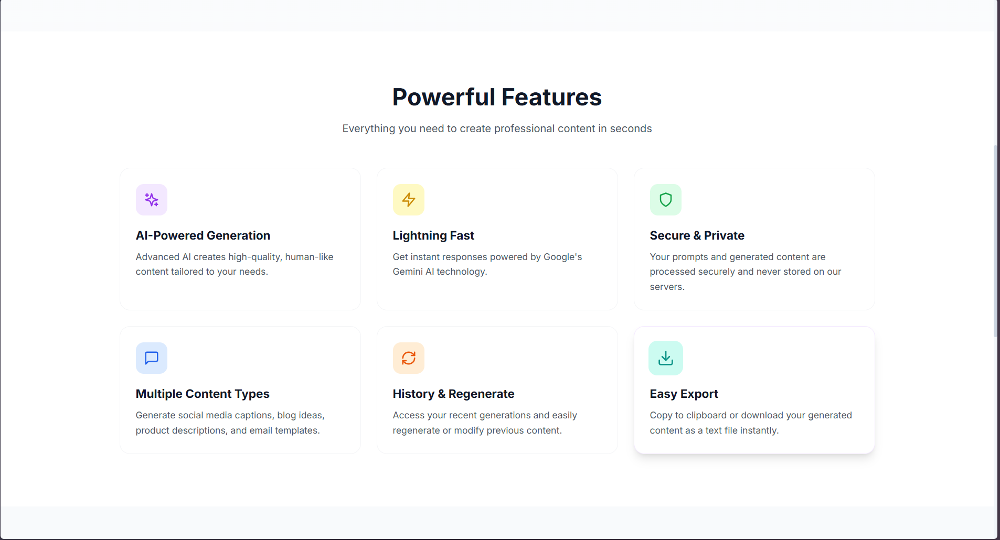 Powerful Features
Everything you need to create professional content in seconds
AI-Powered Generation
Advanced AI creates high-quality, human-like
content tailored to your needs.
Lightning Fast
Get instant responses powered by Google's
Gemini AI technology.
Secure & Private
Your prompts and generated content are
processed securely and never stored on our
servers.
Multiple Content Types
Generate social media captions, blog ideas,
product descriptions, and email templates.
History & Regenerate
Access your recent generations and easily
regenerate or modify previous content.
Easy Export
Copy to clipboard or download your generated
content as a text file instantly.